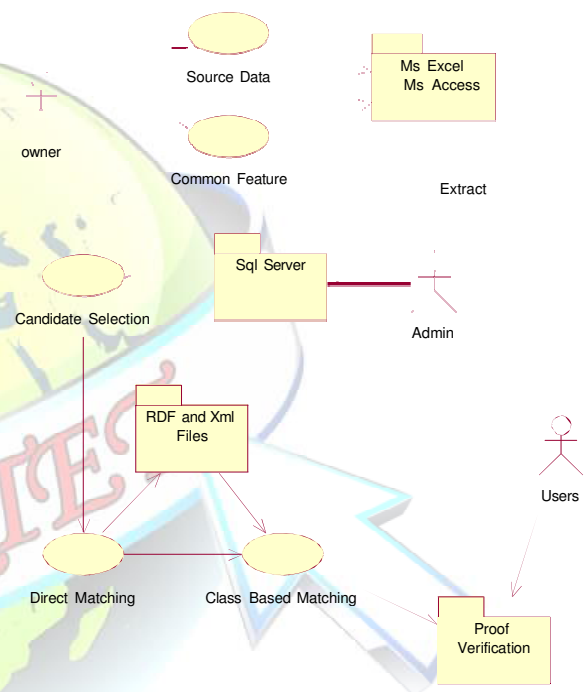 Source Data
Ms Excel
Ms Access
owner
Common Feature
Extract
Sql Server
Candidate Selection
Admin
RDF and Xml
Files
Users
Direct Matching
Class Based Matching
Proof
Verification